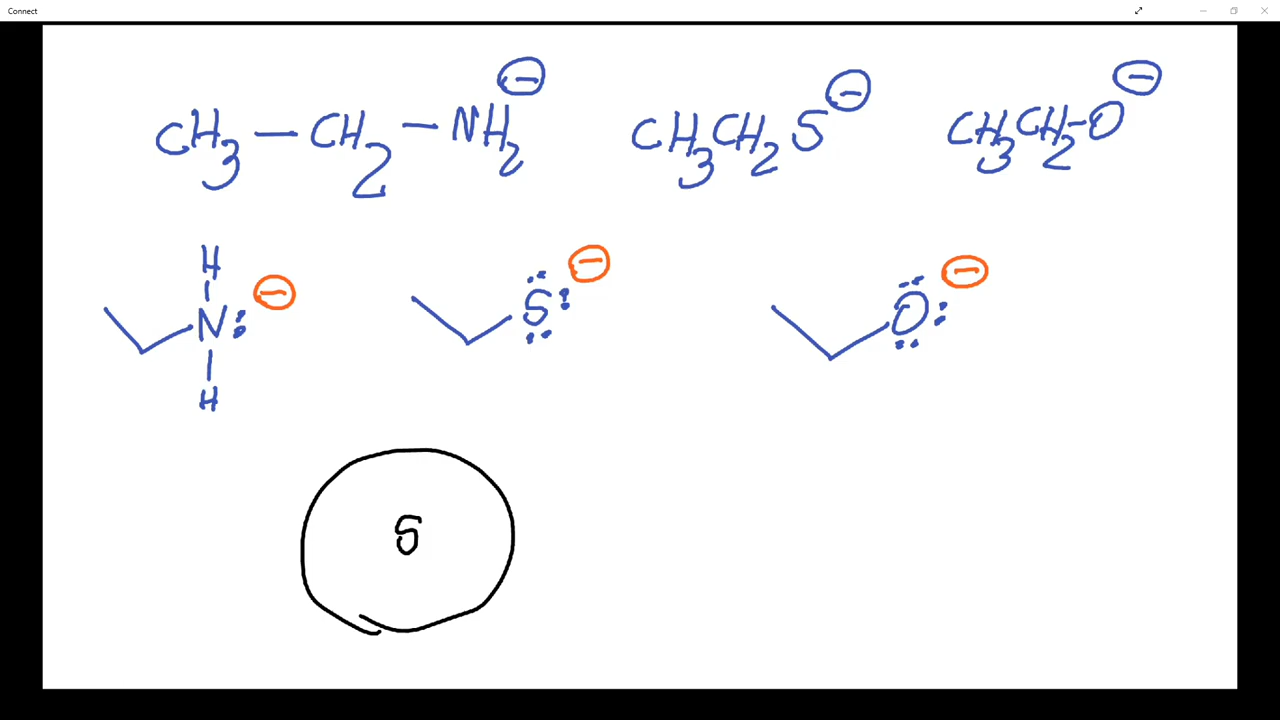 Connect
CH₃ — CH₂ — NH₂⊖ CH₃CH₂S⊖ CH₃CH₂-O⊖
H
N:⊖ S:⊖ O:⊖
H
S